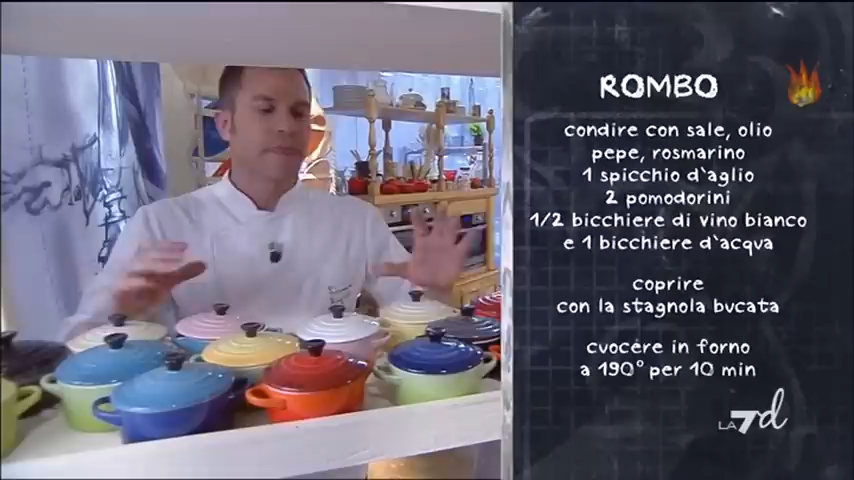 ROMBO
condire con sale, olio
pepe, rosmarino
1 spicchio d'aglio
2 pomodorini
1/2 bicchiere di vino bianco
e 1 bicchiere d'acqua
coprire
con la stagnola bucata
cuocere in forno
a 190° per 10 min
LA7d